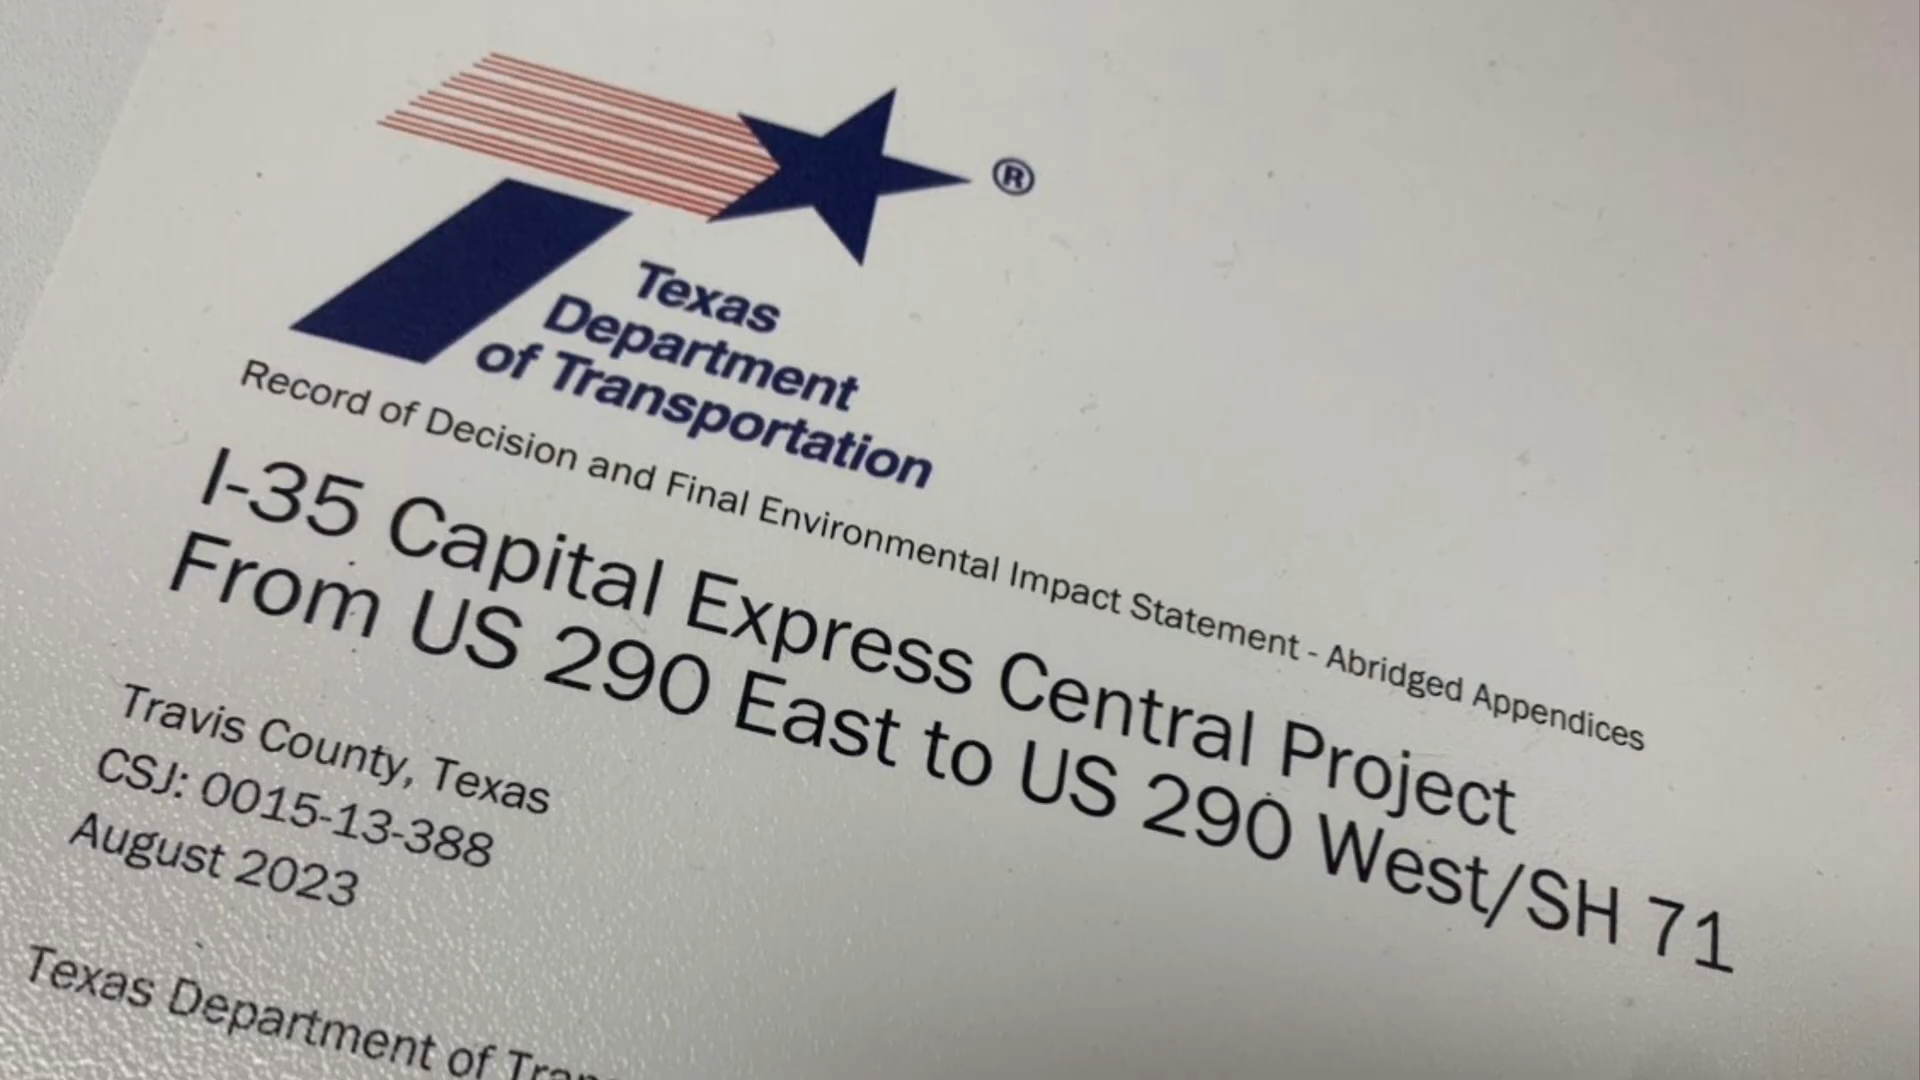 ®
Texas
Department
of Transportation
Record of Decision and Final Environmental Impact Statement - Abridged Appendices
I-35 Capital Express Central Project
From US 290 East to US 290 West/SH 71
Travis County, Texas
CSJ: 0015-13-388
August 2023
Texas Department of